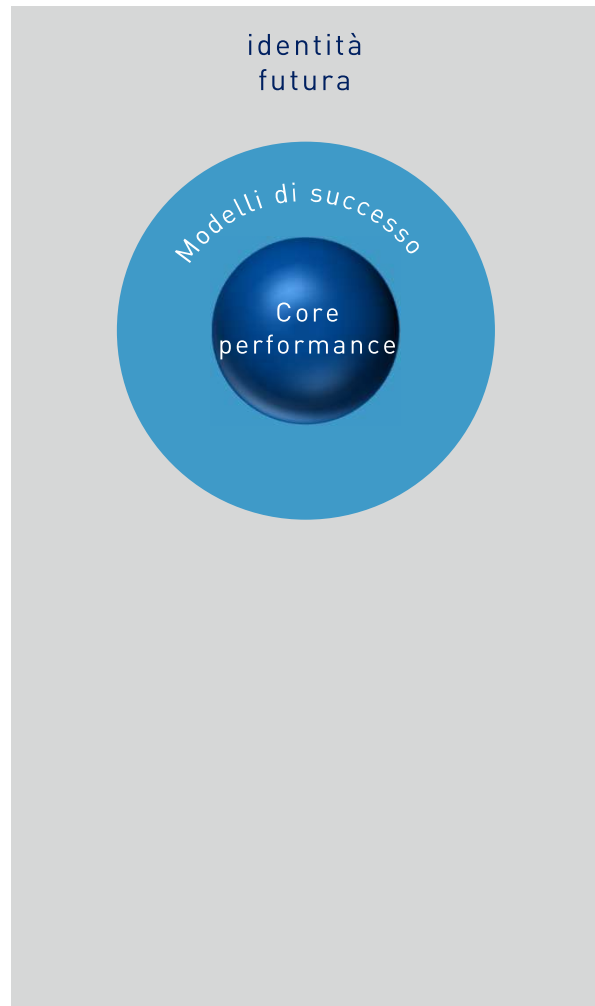 identità
futura
Modelli di successo
Core
performance